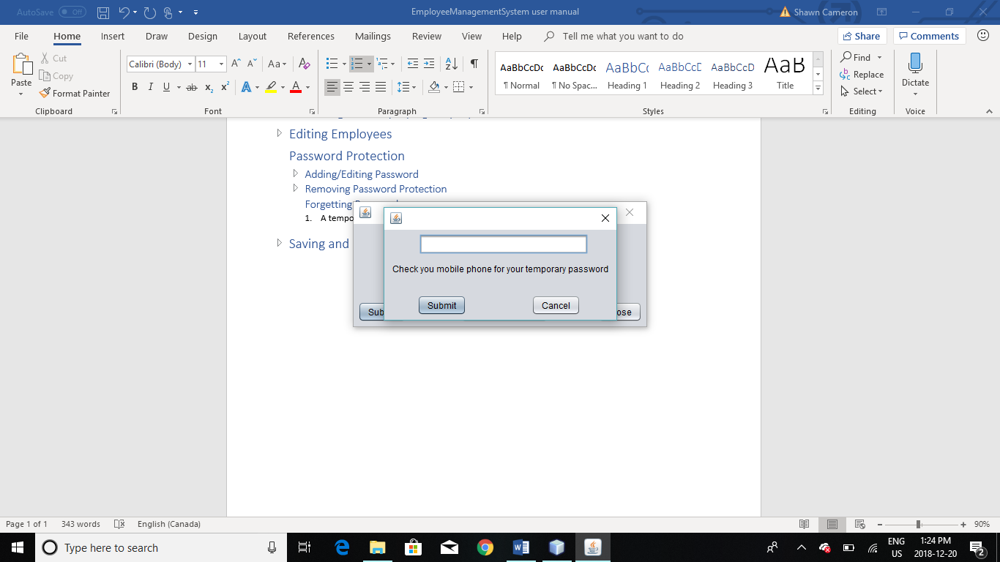 AutoSave Off EmployeeManagementSystem user manual Shawn Cameron
File Home Insert Draw Design Layout References Mailings Review View Help Tell me what you want to do Share Comments
Paste Cut
Copy
Format Painter
Clipboard
Calibri (Body) 11 Aa
B I U ab x2 x2 A A
Font
Paragraph
AaBbCcDc AaBbCcDc AaBbCc AaBbCcD AaBbCcD AaB
¶ Normal ¶ No Spac... Heading 1 Heading 2 Heading 3 Title
Styles
Find
Replace
Select
Editing
Dictate
Voice
Editing Employees
Password Protection
Adding/Editing Password
Removing Password Protection
Forgetting
1. A tempo
Saving and
Check you mobile phone for your temporary password
Submit Cancel
Sub ose
Page 1 of 1 343 words English (Canada) 90%
Type here to search
ENG
US
1:24 PM
2018-12-20
2